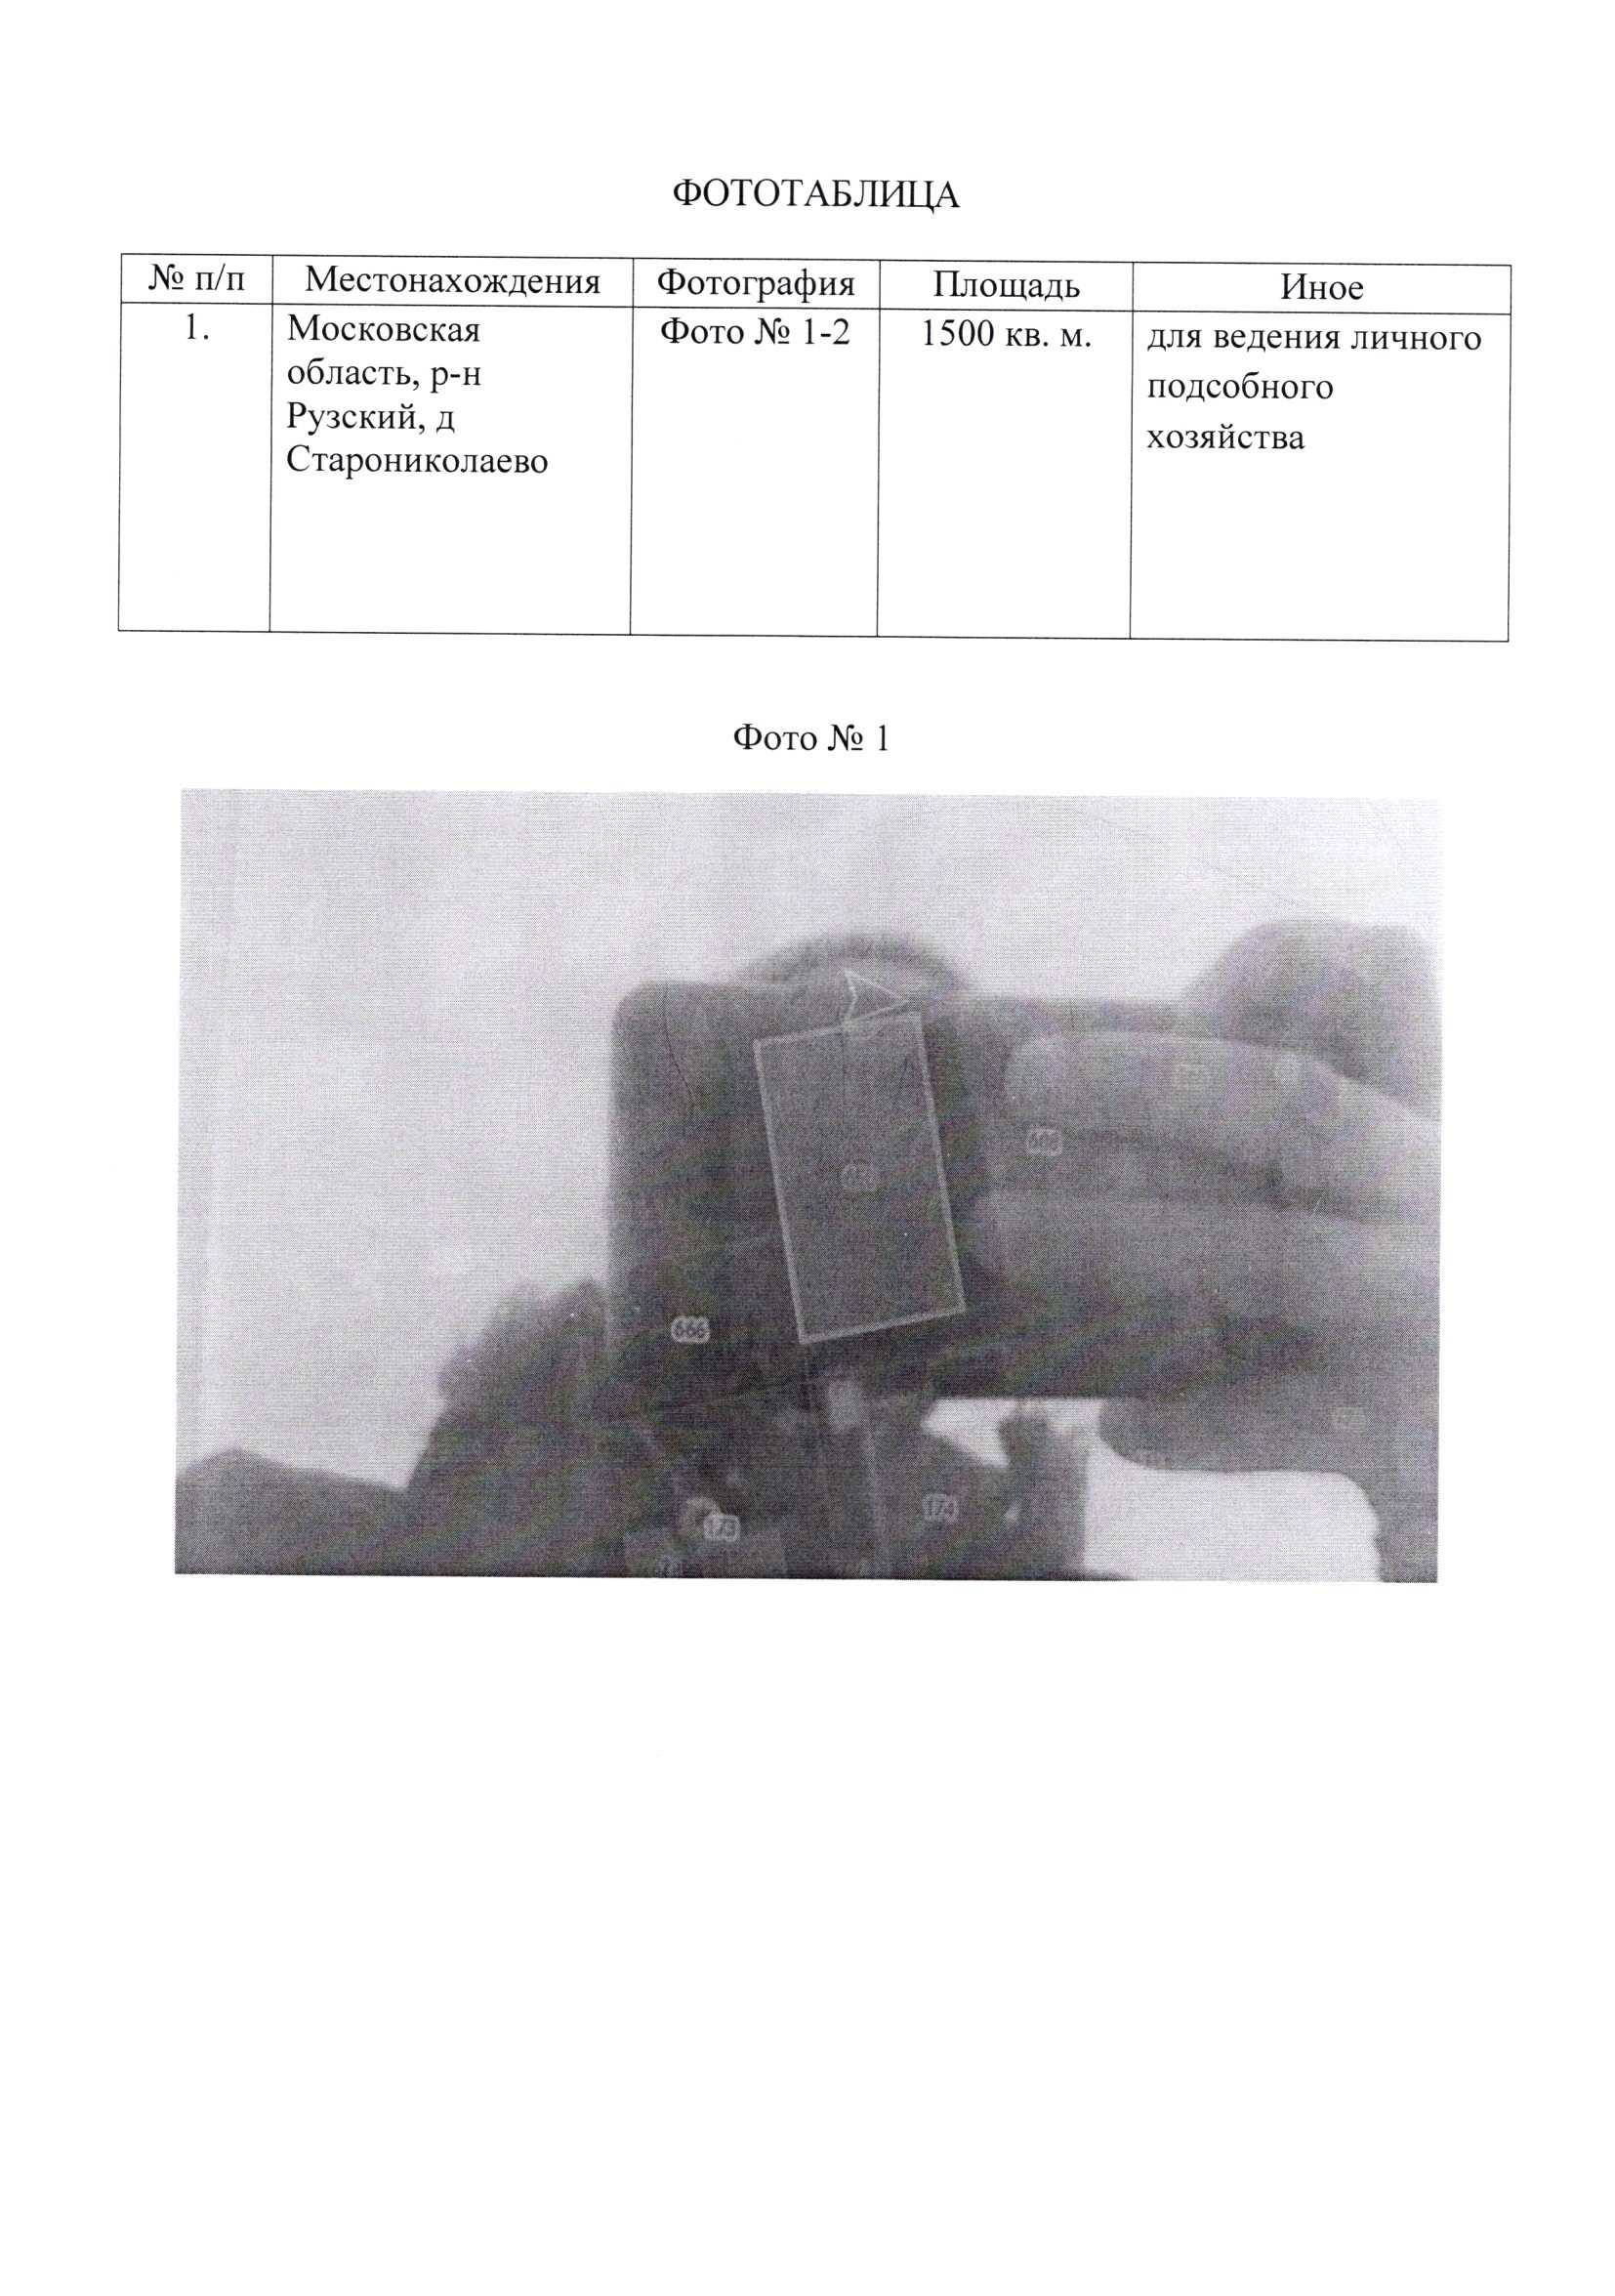 ФОТОТАБЛИЦА
№ п/п Местонахождения Фотография Площадь Иное
1. Московская область, р-н Рузский, д Старониколаево Фото № 1-2 1500 кв. м. для ведения личного подсобного хозяйства
Фото № 1
666
173
174